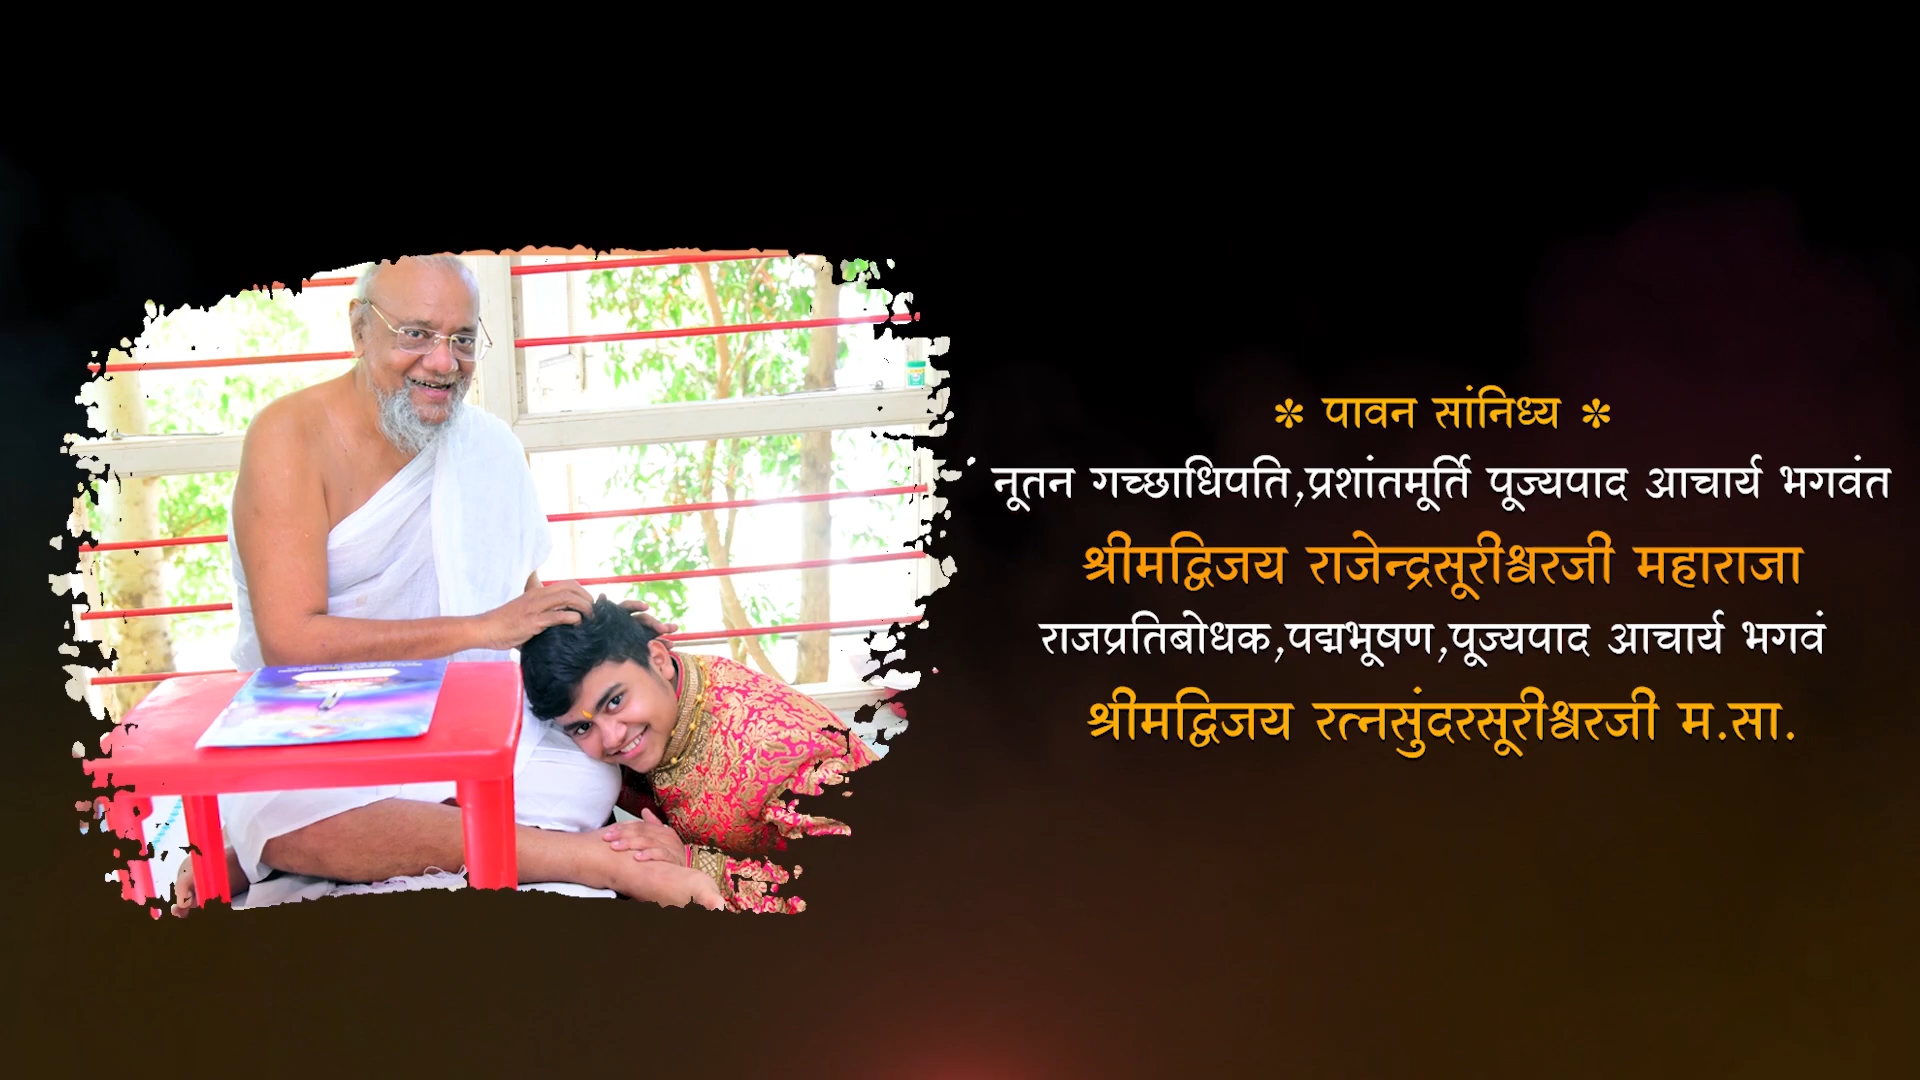 ✽ पावन सांनिध्य ✽
नूतन गच्छाधिपति,प्रशांतमूर्ति पूज्यपाद आचार्य भगवंत
श्रीमद्विजय राजेन्द्रसूरीश्वरजी महाराजा
राजप्रतिबोधक,पद्मभूषण,पूज्यपाद आचार्य भगवं
श्रीमद्विजय रत्नसुंदरसूरीश्वरजी म.सा.